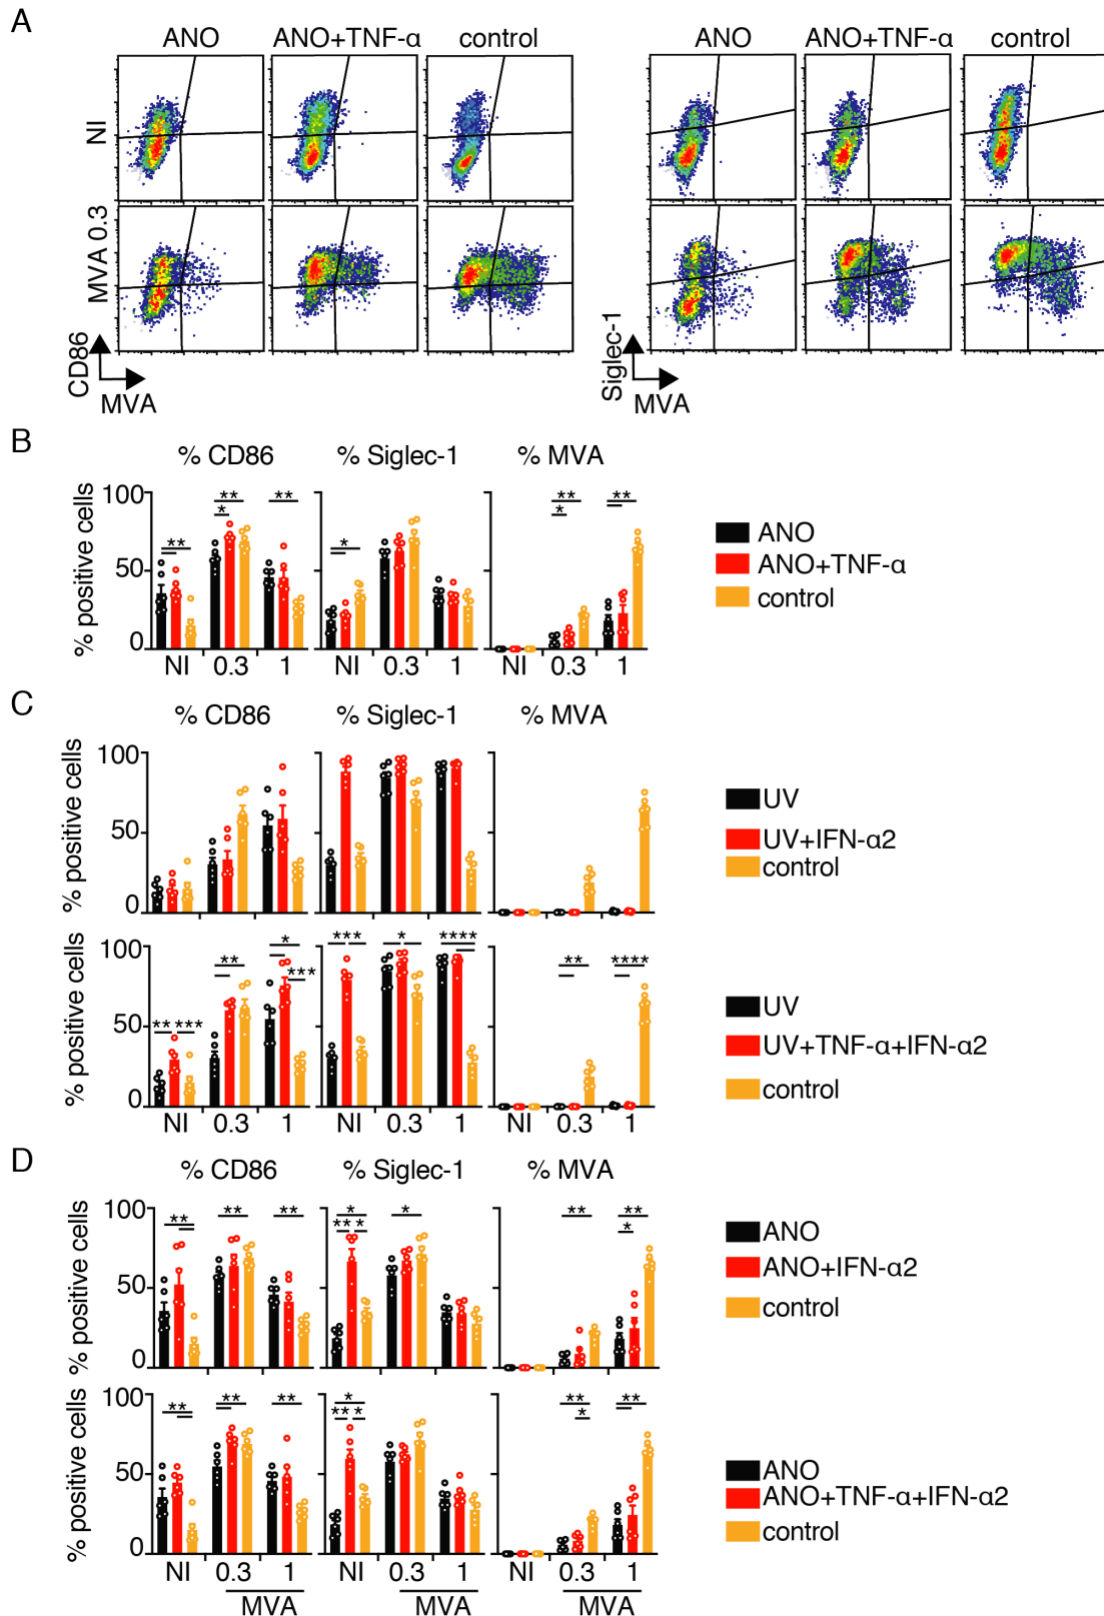 A
ANO ANO+TNF-α control ANO ANO+TNF-α control
NI
MVA 0.3
CD86
MVA
Siglec-1
MVA
B
% CD86 % Siglec-1 % MVA
% positive cells
100
50
0
** ** * ** * ** * **
NI 0.3 1 NI 0.3 1 NI 0.3 1
ANO
ANO+TNF-α
control
C
% CD86 % Siglec-1 % MVA
% positive cells
100
50
0
UV
UV+IFN-α2
control
% positive cells
100
50
0
** *** ** * *** *** * **** ** ****
NI 0.3 1 NI 0.3 1 NI 0.3 1
UV
UV+TNF-α+IFN-α2
control
D
% CD86 % Siglec-1 % MVA
% positive cells
100
50
0
** ** ** * ** * * ** ** *
ANO
ANO+IFN-α2
control
% positive cells
100
50
0
** ** ** * ** * ** * **
NI 0.3 1 NI 0.3 1 NI 0.3 1
MVA MVA MVA
ANO
ANO+TNF-α+IFN-α2
control